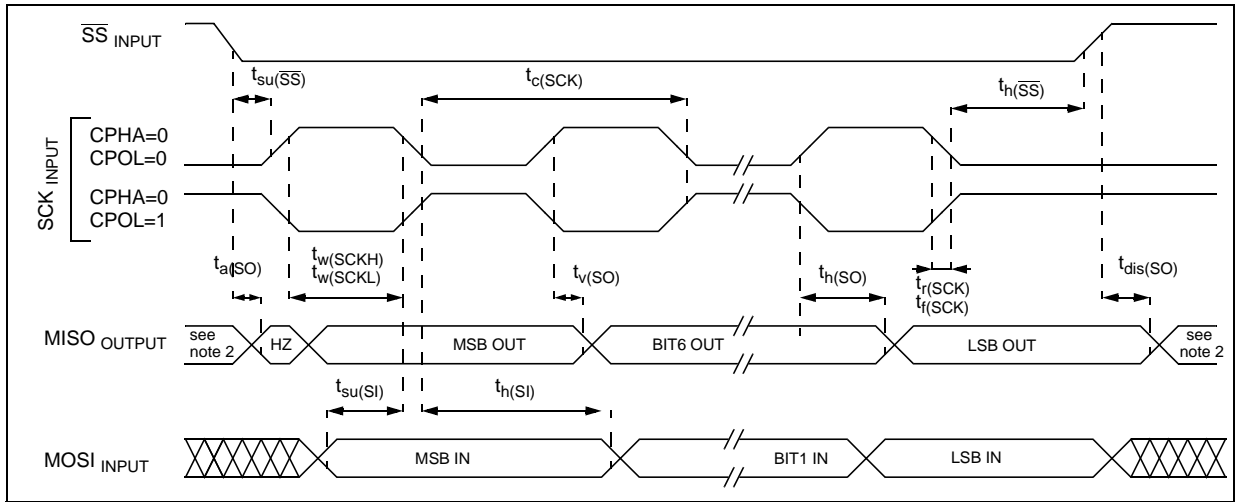 SS INPUT
tsu(SS)
tc(SCK)
th(SS)
SCK INPUT
CPHA=0
CPOL=0
CPHA=0
CPOL=1
ta(SO)
tw(SCKH)
tw(SCKL)
tv(SO)
th(SO)
tr(SCK)
tf(SCK)
tdis(SO)
MISO OUTPUT
see
note 2
HZ
MSB OUT
BIT6 OUT
LSB OUT
see
note 2
tsu(SI)
th(SI)
MOSI INPUT
MSB IN
BIT1 IN
LSB IN